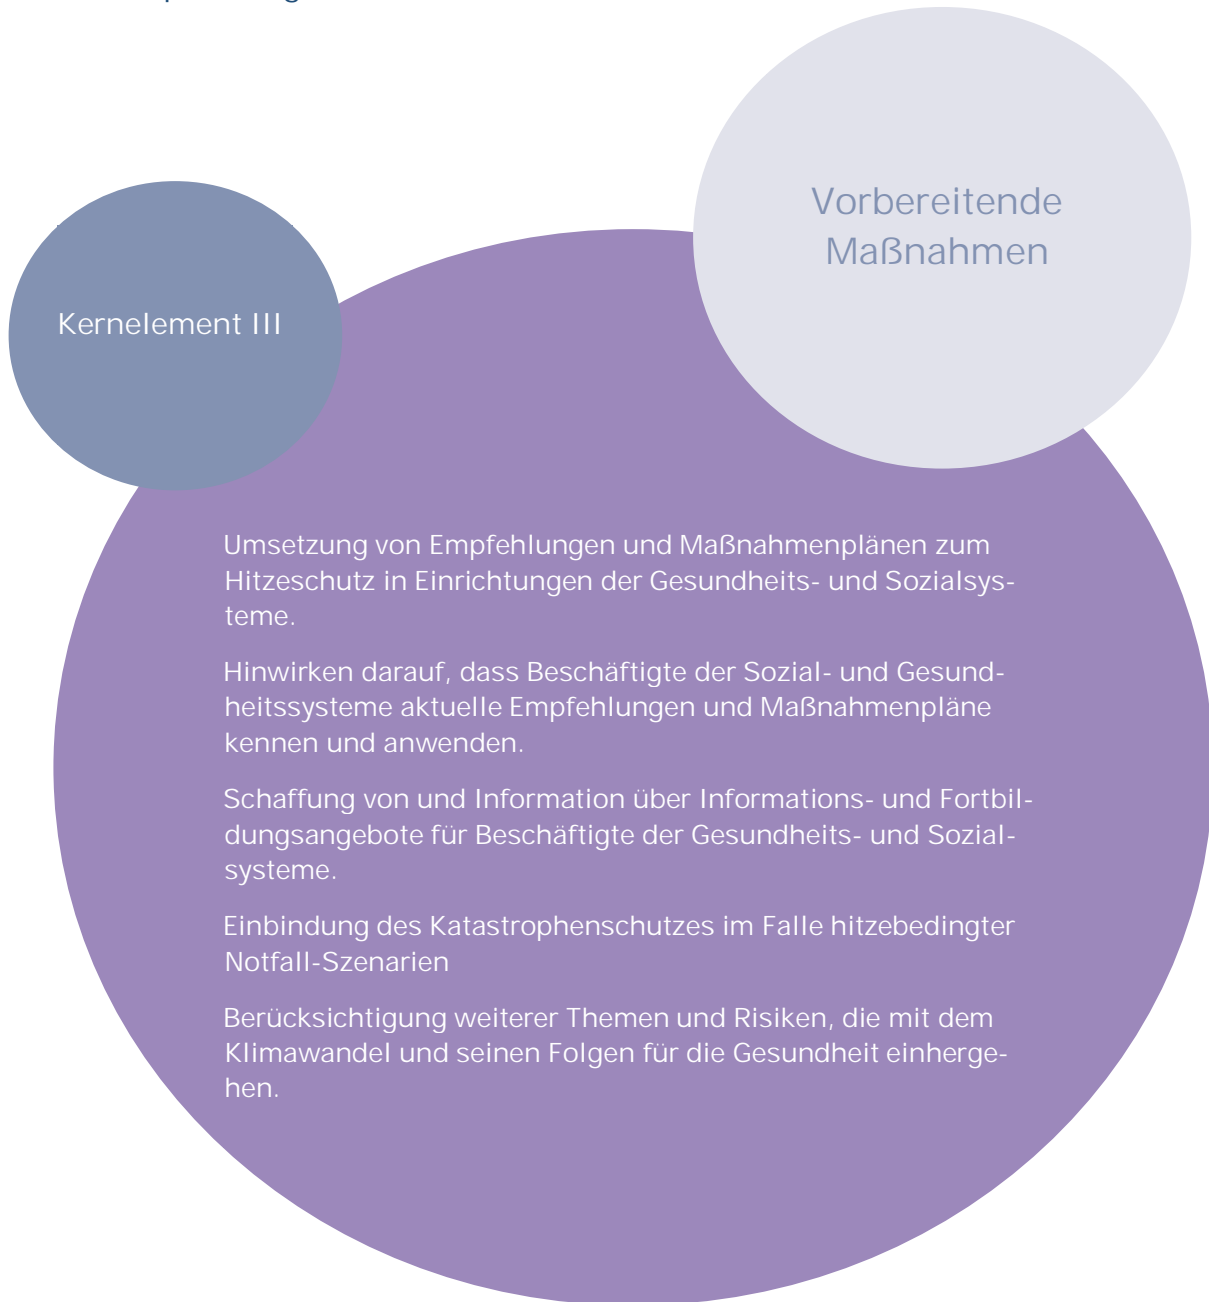 Vorbereitende
Maßnahmen
Kernelement III
Umsetzung von Empfehlungen und Maßnahmenplänen zum
Hitzeschutz in Einrichtungen der Gesundheits- und Sozialsys-
teme.
Hinwirken darauf, dass Beschäftigte der Sozial- und Gesund-
heitssysteme aktuelle Empfehlungen und Maßnahmenpläne
kennen und anwenden.
Schaffung von und Information über Informations- und Fortbil-
dungsangebote für Beschäftigte der Gesundheits- und Sozial-
systeme.
Einbindung des Katastrophenschutzes im Falle hitzebedingter
Notfall-Szenarien
Berücksichtigung weiterer Themen und Risiken, die mit dem
Klimawandel und seinen Folgen für die Gesundheit einherge-
hen.